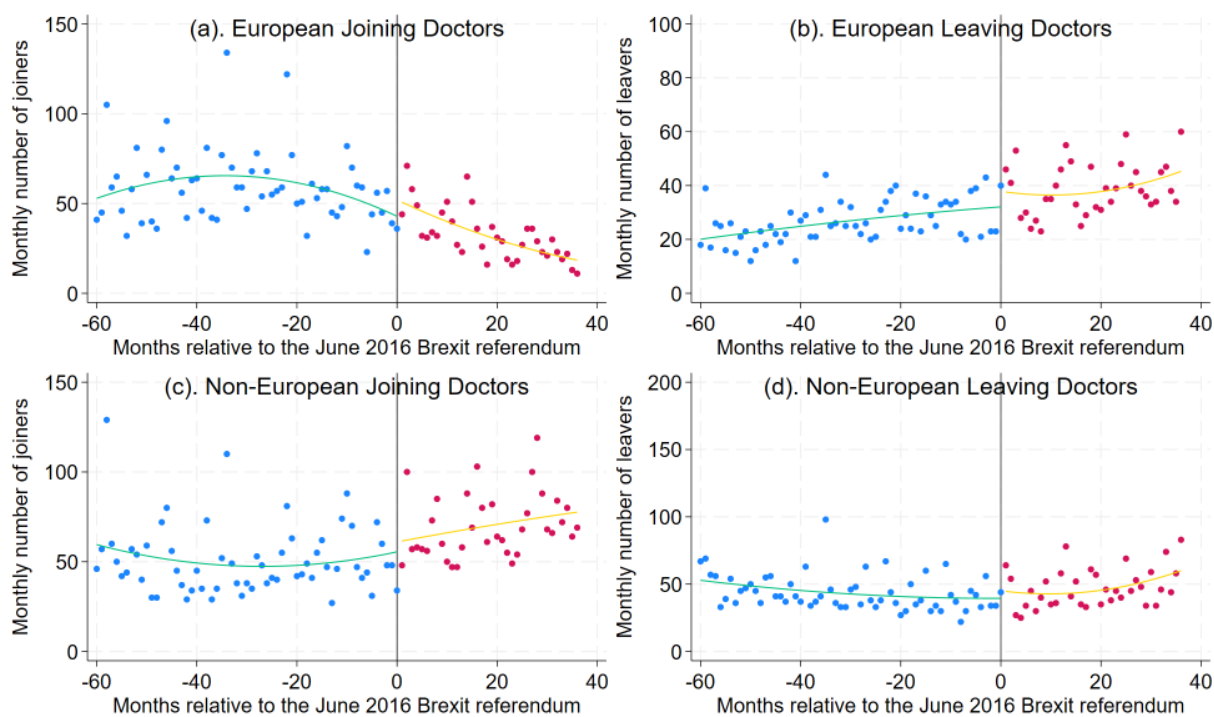 (a). European Joining Doctors
Monthly number of joiners
150
100
50
0
-60 -40 -20 0 20 40
Months relative to the June 2016 Brexit referendum
(b). European Leaving Doctors
Monthly number of leavers
100
80
60
40
20
0
-60 -40 -20 0 20 40
Months relative to the June 2016 Brexit referendum
(c). Non-European Joining Doctors
Monthly number of joiners
150
100
50
0
-60 -40 -20 0 20 40
Months relative to the June 2016 Brexit referendum
(d). Non-European Leaving Doctors
Monthly number of leavers
200
150
100
50
0
-60 -40 -20 0 20 40
Months relative to the June 2016 Brexit referendum